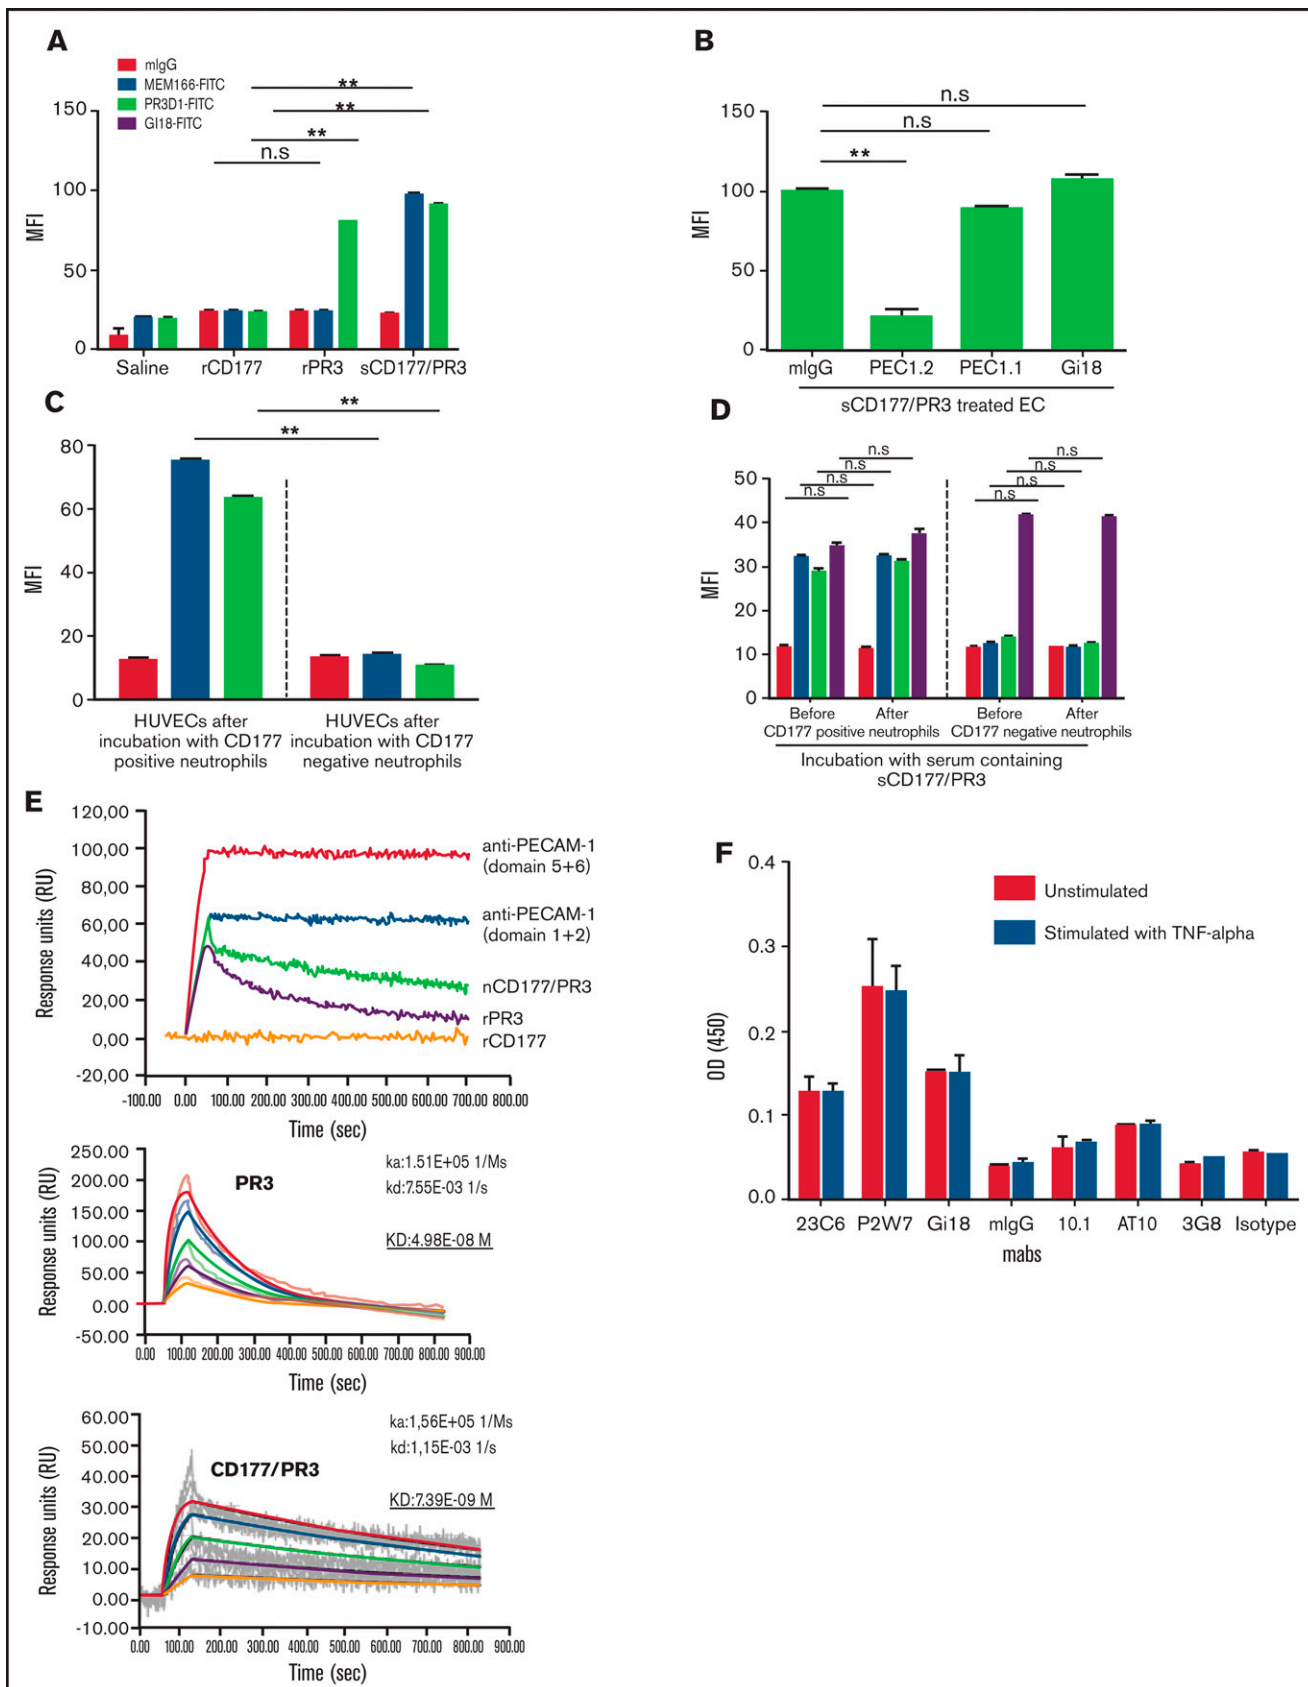 A
mIgG
MEM166-FITC
PR3D1-FITC
GI18-FITC
**
**
**
n.s
150
100
50
0
MFI
Saline
rCD177
rPR3
sCD177/PR3
B
n.s
n.s
**
150
100
50
0
MFI
mIgG
PEC1.2
PEC1.1
Gi18
sCD177/PR3 treated EC
C
**
**
80
60
40
20
0
MFI
HUVECs after
incubation with CD177
positive neutrophils
HUVECs after
incubation with CD177
negative neutrophils
D
n.s
n.s
n.s
n.s
n.s
n.s
n.s
n.s
50
40
30
20
10
0
MFI
Before
After
CD177 positive neutrophils
Before
After
CD177 negative neutrophils
Incubation with serum containing
sCD177/PR3
E
120,00
100,00
80,00
60,00
40,00
20,00
0,00
-20,00
Response units (RU)
anti-PECAM-1
(domain 5+6)
anti-PECAM-1
(domain 1+2)
nCD177/PR3
rPR3
rCD177
-100.00 0.00 100.00 200.00 300.00 400.00 500.00 600.00 700.00 800.00
Time (sec)
250.00
200.00
150.00
100.00
50.00
0.00
-50.00
Response units (RU)
PR3
ka:1.51E+05 1/Ms
kd:7.55E-03 1/s
KD:4.98E-08 M
0.00 100.00 200.00 300.00 400.00 500.00 600.00 700.00 800.00 900.00
Time (sec)
60.00
50.00
40.00
30.00
20.00
10.00
0.00
-10.00
Response units (RU)
CD177/PR3
ka:1,56E+05 1/Ms
kd:1,15E-03 1/s
KD:7.39E-09 M
0.00 100.00 200.00 300.00 400.00 500.00 600.00 700.00 800.00 900.00
Time (sec)
F
0.4
0.3
0.2
0.1
0.0
OD (450)
Unstimulated
Stimulated with TNF-alpha
23C6
P2W7
Gi18
mIgG
10.1
AT10
3G8
Isotype
mabs